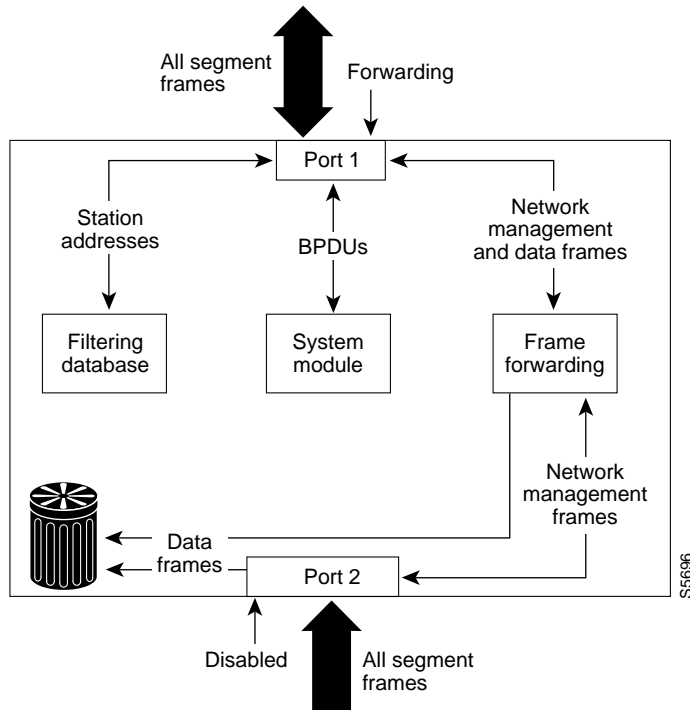 All segment
frames
Forwarding
Port 1
Station
addresses
BPDUs
Network
management
and data frames
Filtering
database
System
module
Frame
forwarding
Network
management
frames
Data
frames
Port 2
Disabled
All segment
frames
S5696